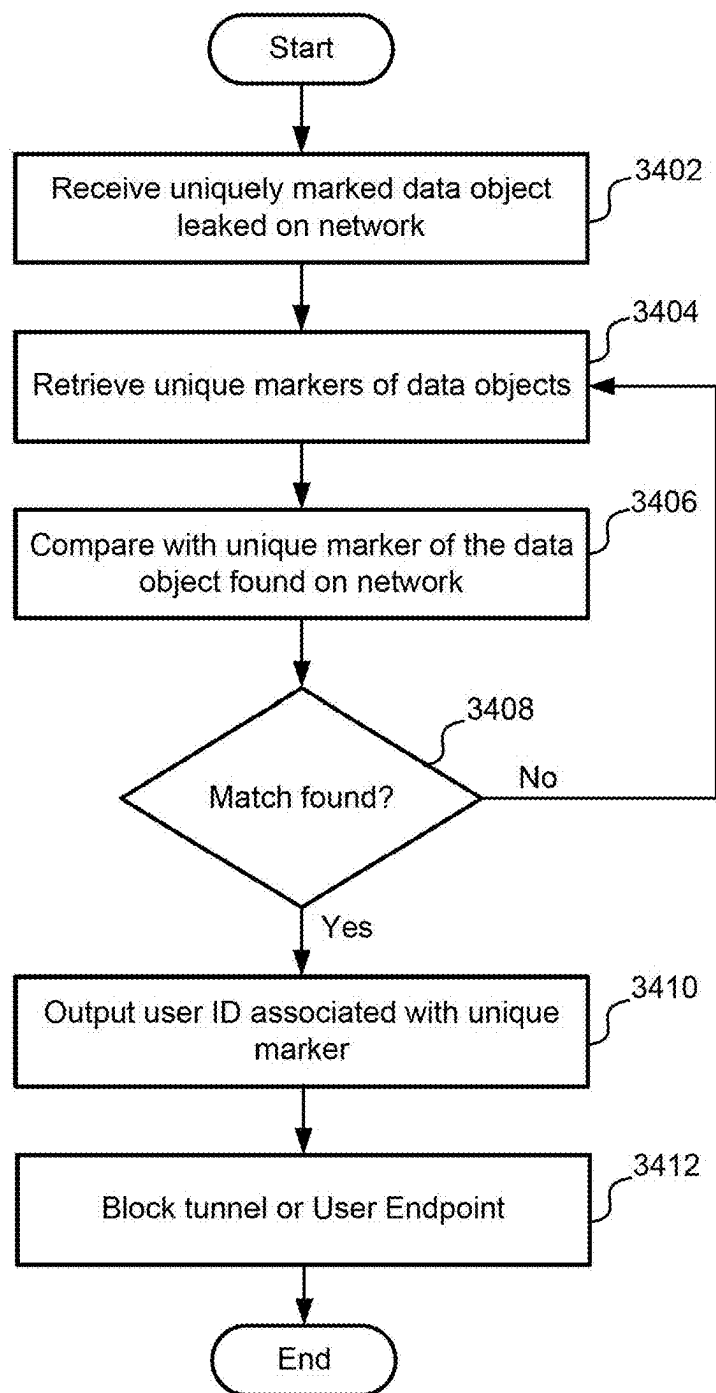 Start
Receive uniquely marked data object
leaked on network
3402
3404
Retrieve unique markers of data objects
3406
Compare with unique marker of the data
object found on network
3408
Match found?
No
Yes
Output user ID associated with unique
marker
3410
3412
Block tunnel or User Endpoint
End